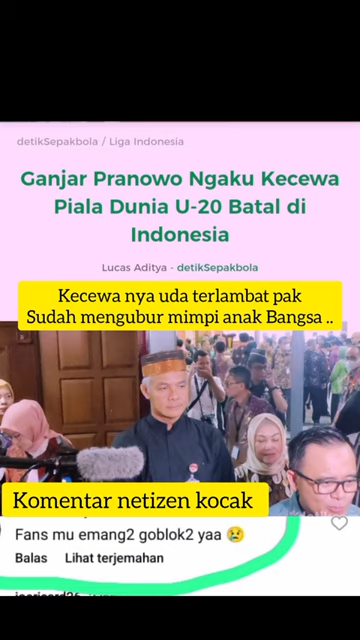 detikSepakbola / Liga Indonesia
Ganjar Pranowo Ngaku Kecewa
Piala Dunia U-20 Batal di
Indonesia
Lucas Aditya - detikSepakbola
Kecewa nya uda terlambat pak
Sudah mengubur mimpi anak Bangsa ..
Komentar netizen kocak
Fans mu emang2 goblok2 yaa 😢
Balas Lihat terjemahan